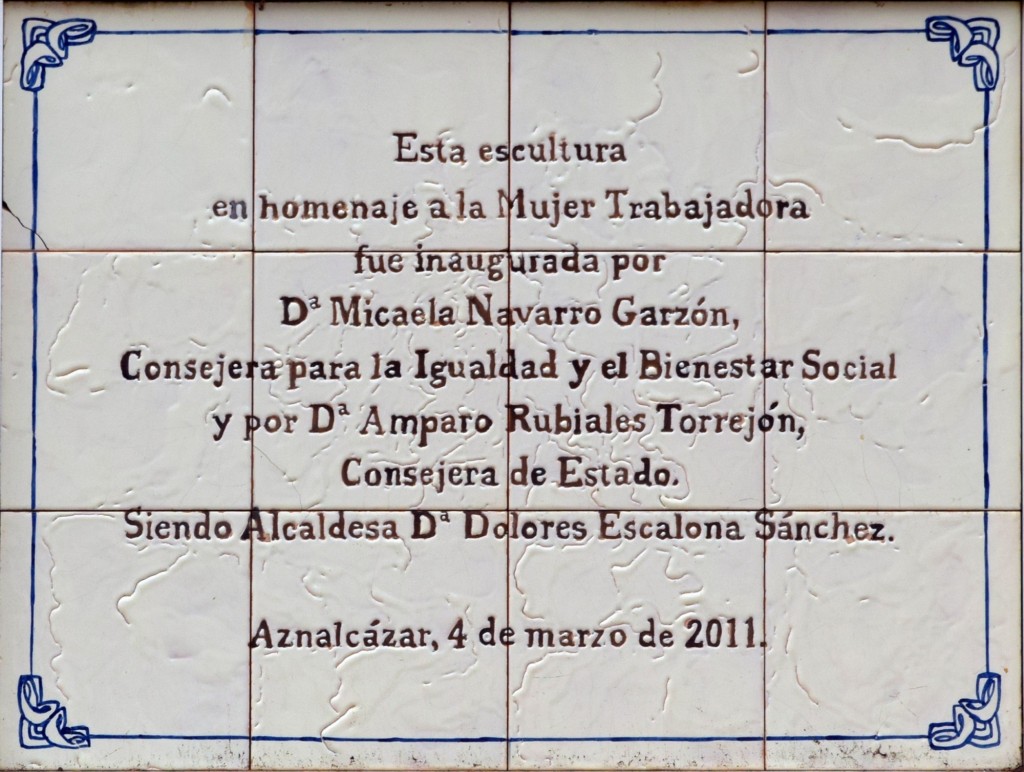 Esta escultura
en homenaje a la Mujer Trabajadora
fue inaugurada por
Dª Micaela Navarro Garzón,
Consejera para la Igualdad y el Bienestar Social
y por Dª Amparo Rubiales Torrejón,
Consejera de Estado.
Siendo Alcaldesa Dª Dolores Escalona Sánchez.
Aznalcázar, 4 de marzo de 2011.